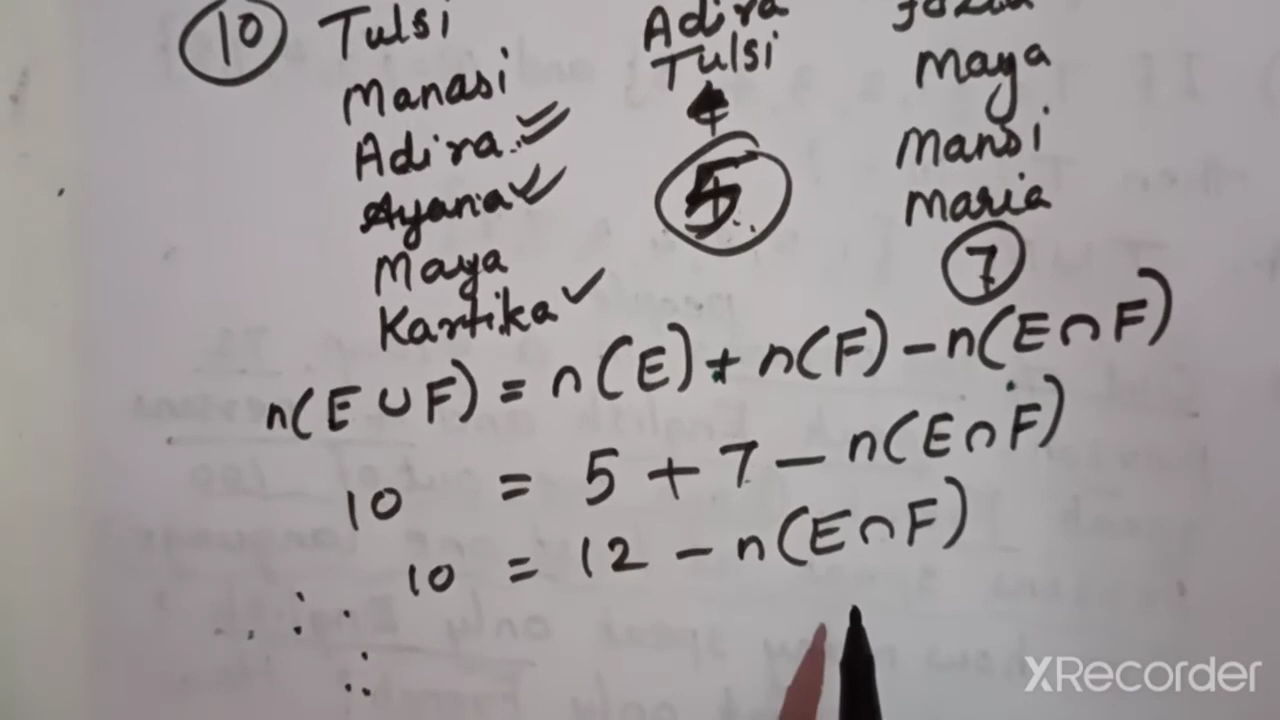 10 Tulsi Adira
Manasi Tulsi Maya
Adira Mansi
Ayana 5 Maria
Maya 7
Kartika
n(E∪F) = n(E) + n(F) - n(E∩F)
10 = 5 + 7 - n(E∩F)
10 = 12 - n(E∩F)
∴
∴
XRecorder